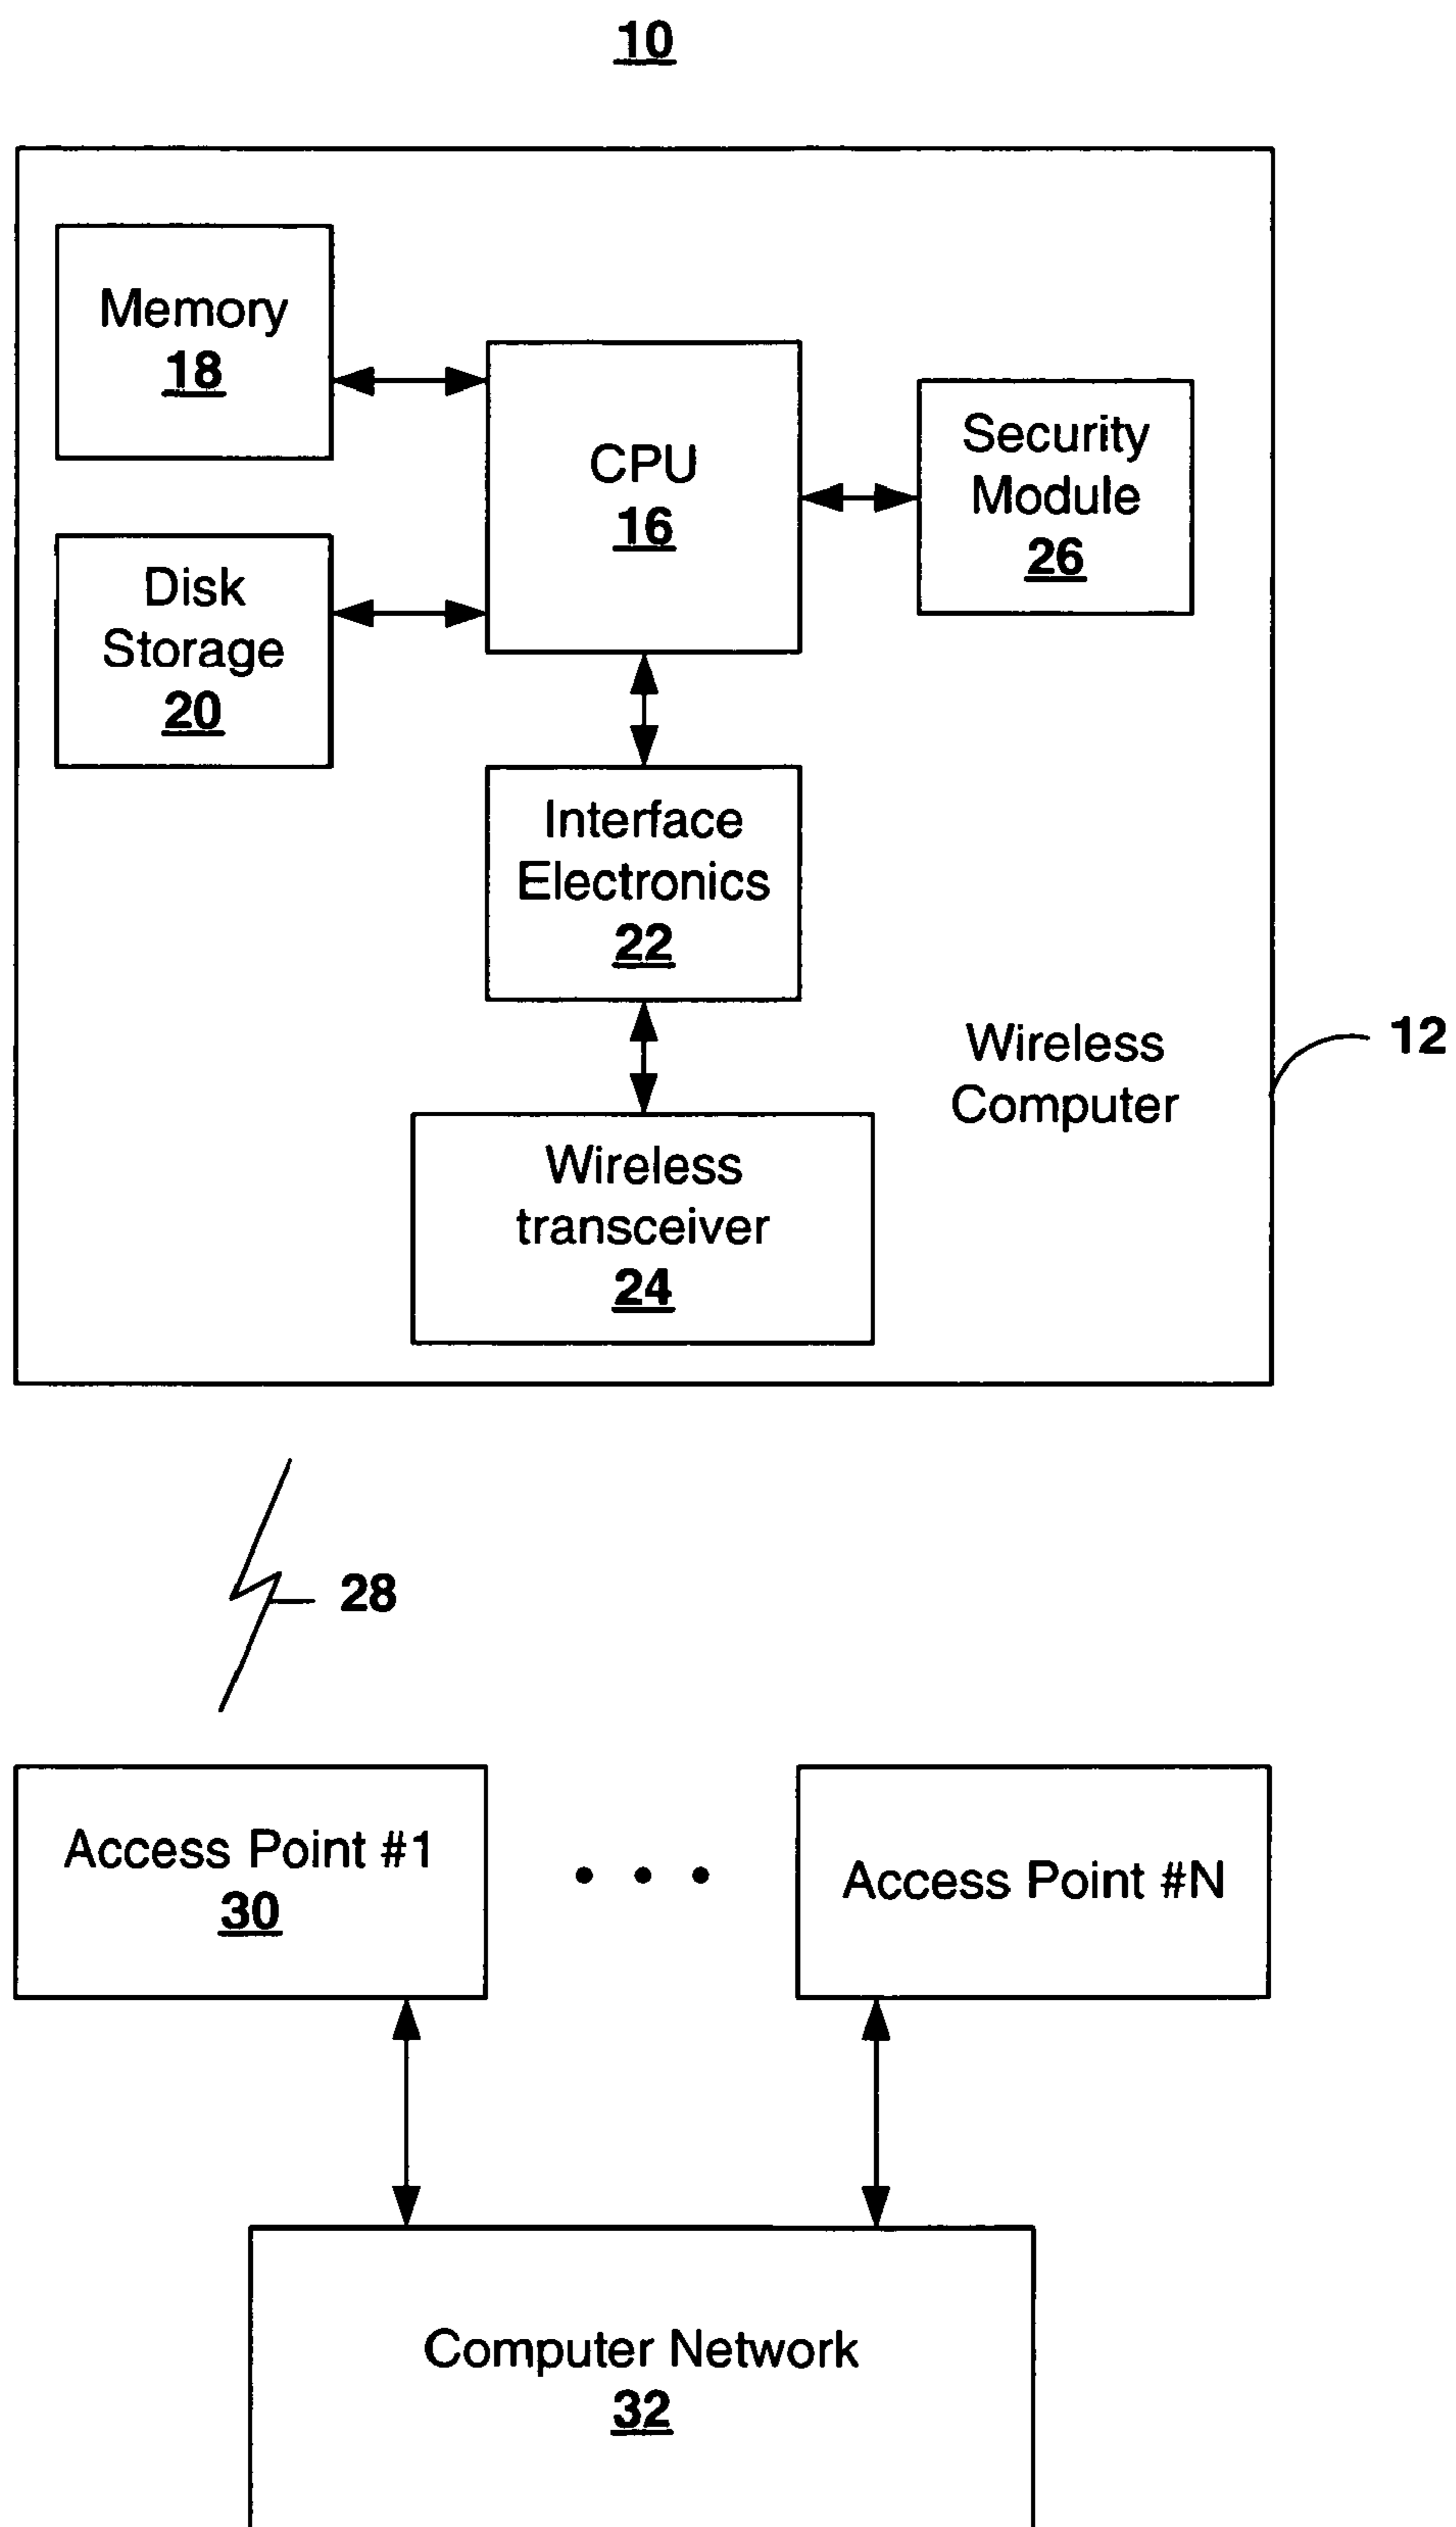 10
Memory
18
CPU
16
Security
Module
26
Disk
Storage
20
Interface
Electronics
22
Wireless
Computer
12
Wireless
transceiver
24
28
Access Point #1
30
Access Point #N
Computer Network
32